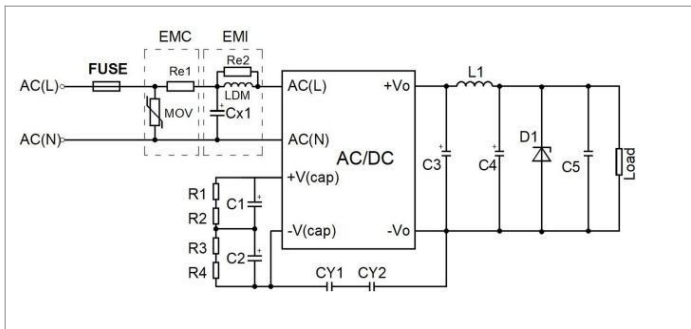 EMC EMI
FUSE Re1 Re2
AC(L) LDM AC(L) +Vo L1
MOV Cx1
AC(N) AC(N)
AC/DC C3 C4 D1 C5 Load
+V(cap)
R1 C1
R2 -V(cap) -Vo
R3 C2
R4 CY1 CY2